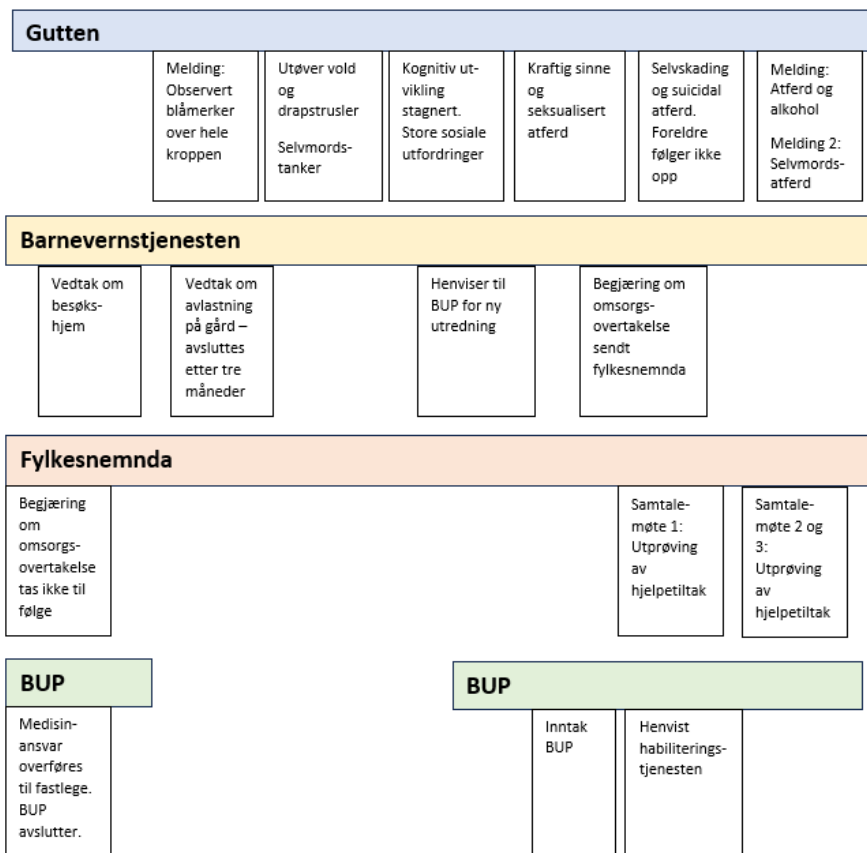 Gutten
Melding:
Observert
blåmerker
over hele
kroppen
Utøver vold
og
drapstrusler
Selvmords-
tanker
Kognitiv ut-
vikling
stagnert.
Store sosiale
utfordringer
Kraftig sinne
og
seksualisert
atferd
Selvskading
og suicidal
atferd.
Foreldre
følger ikke
opp
Melding:
Atferd og
alkohol
Melding 2:
Selvmords-
atferd
Barnevernstjenesten
Vedtak om
besøks-
hjem
Vedtak om
avlastning
på gård –
avsluttes
etter tre
måneder
Henviser til
BUP for ny
utredning
Begjæring om
omsorgs-
overtakelse
sendt
fylkesnemnda
Fylkesnemnda
Begjæring
om
omsorgs-
overtakelse
tas ikke til
følge
Samtale-
møte 1:
Utprøving
av
hjelpetiltak
Samtale-
møte 2 og
3:
Utprøving
av
hjelpetiltak
BUP
Medisin-
ansvar
overføres
til fastlege.
BUP
avslutter.
BUP
Inntak
BUP
Henvist
habiliterings-
tjenesten